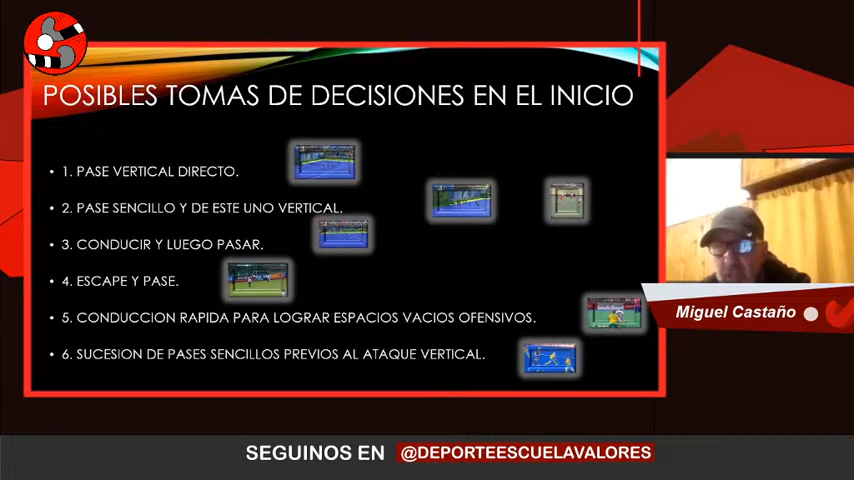 POSIBLES TOMAS DE DECISIONES EN EL INICIO
• 1. PASE VERTICAL DIRECTO.
• 2. PASE SENCILLO Y DE ESTE UNO VERTICAL.
• 3. CONDUCIR Y LUEGO PASAR.
• 4. ESCAPE Y PASE.
• 5. CONDUCCION RAPIDA PARA LOGRAR ESPACIOS VACIOS OFENSIVOS.
• 6. SUCESION DE PASES SENCILLOS PREVIOS AL ATAQUE VERTICAL.
Miguel Castaño
SEGUINOS EN @DEPORTEESCUELAVALORES